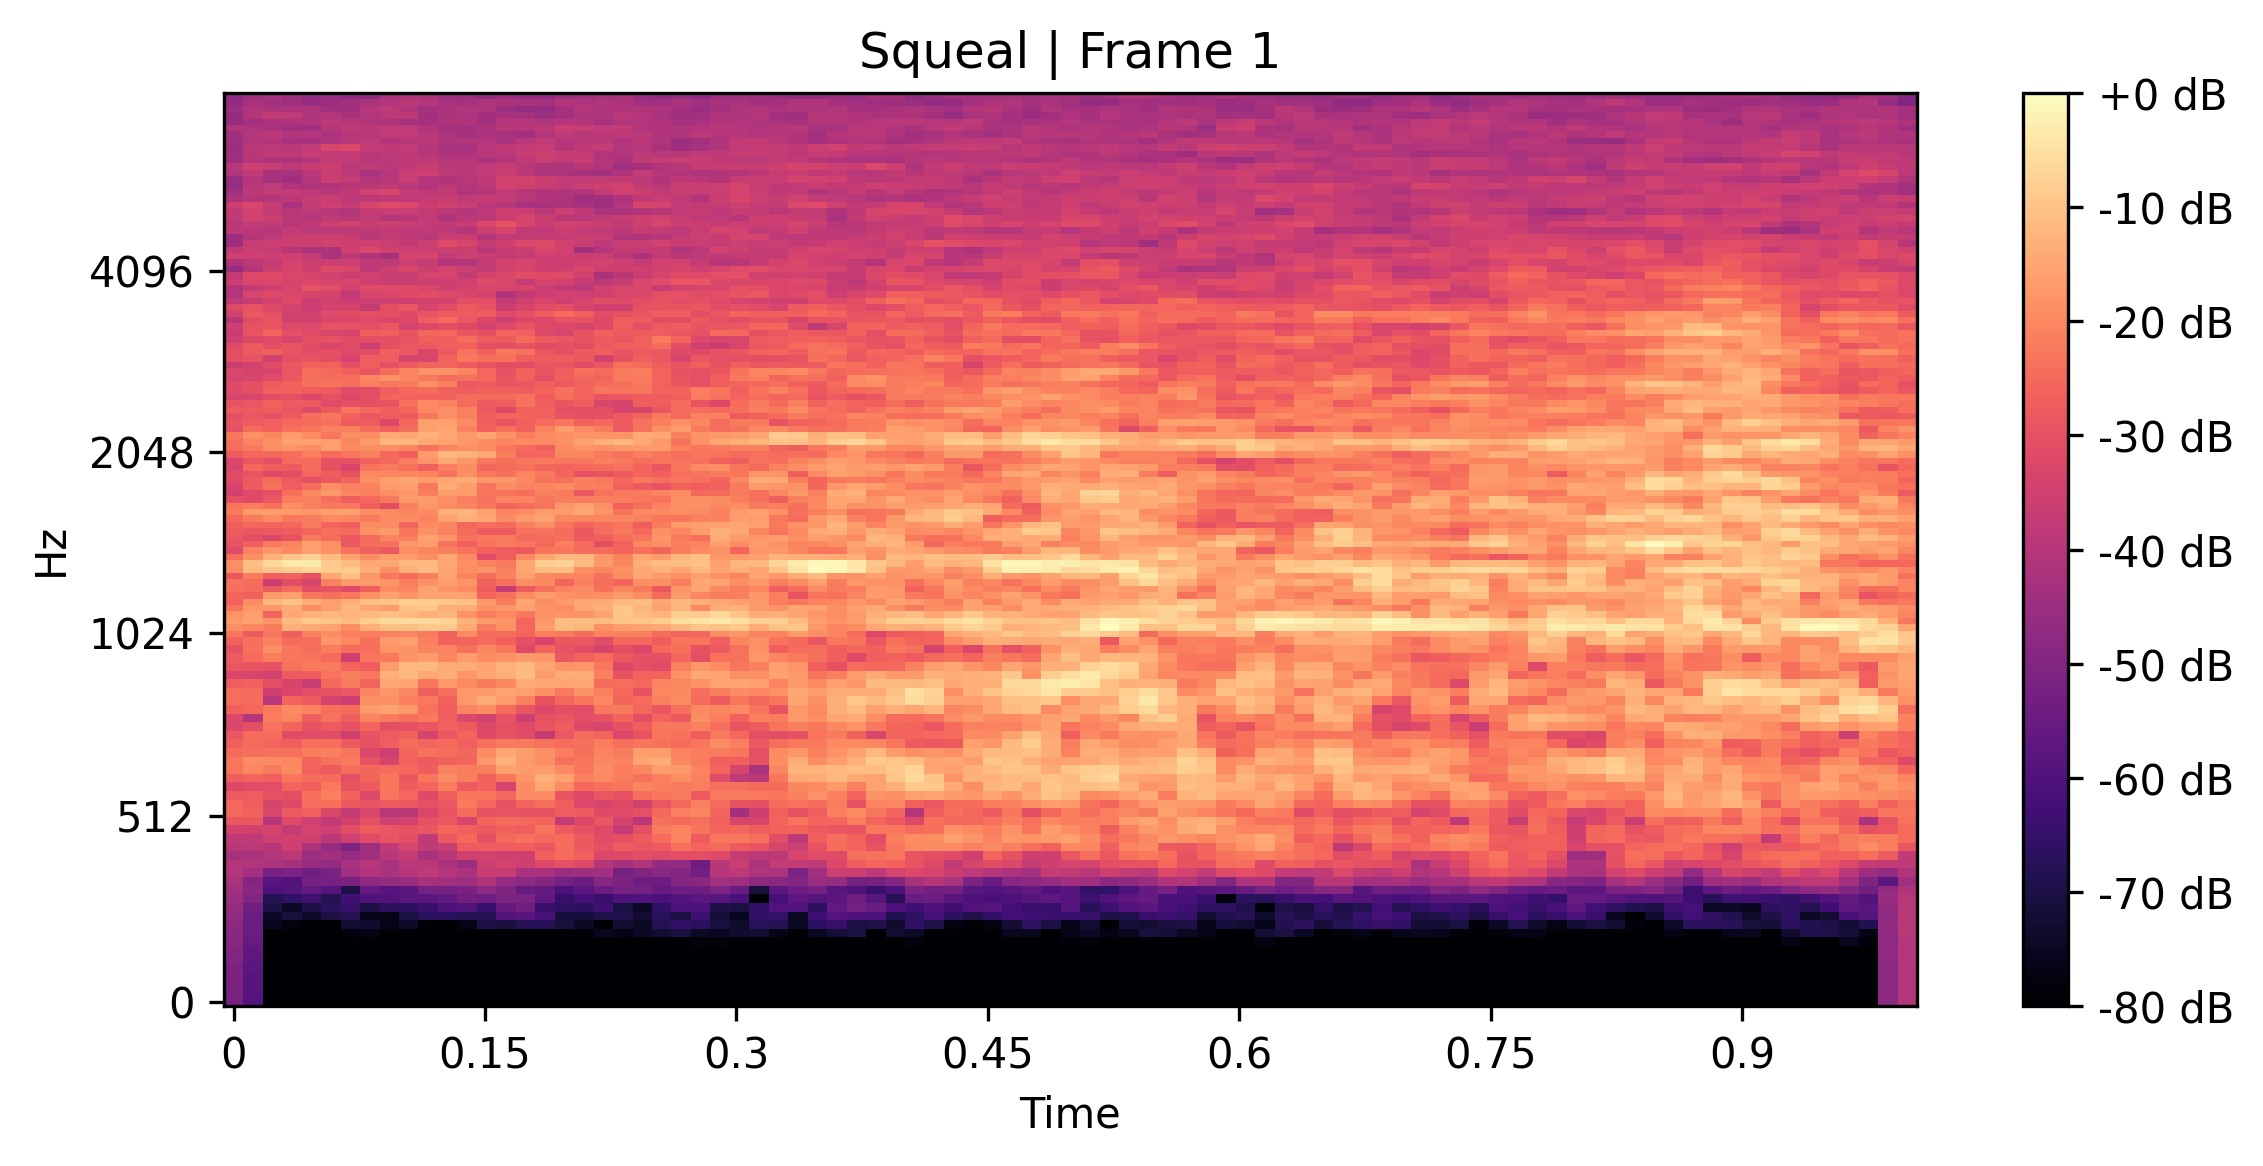 Squeal | Frame 1
+0 dB
-10 dB
-20 dB
-30 dB
-40 dB
-50 dB
-60 dB
-70 dB
-80 dB
Hz
4096
2048
1024
512
0
0 0.15 0.3 0.45 0.6 0.75 0.9
Time